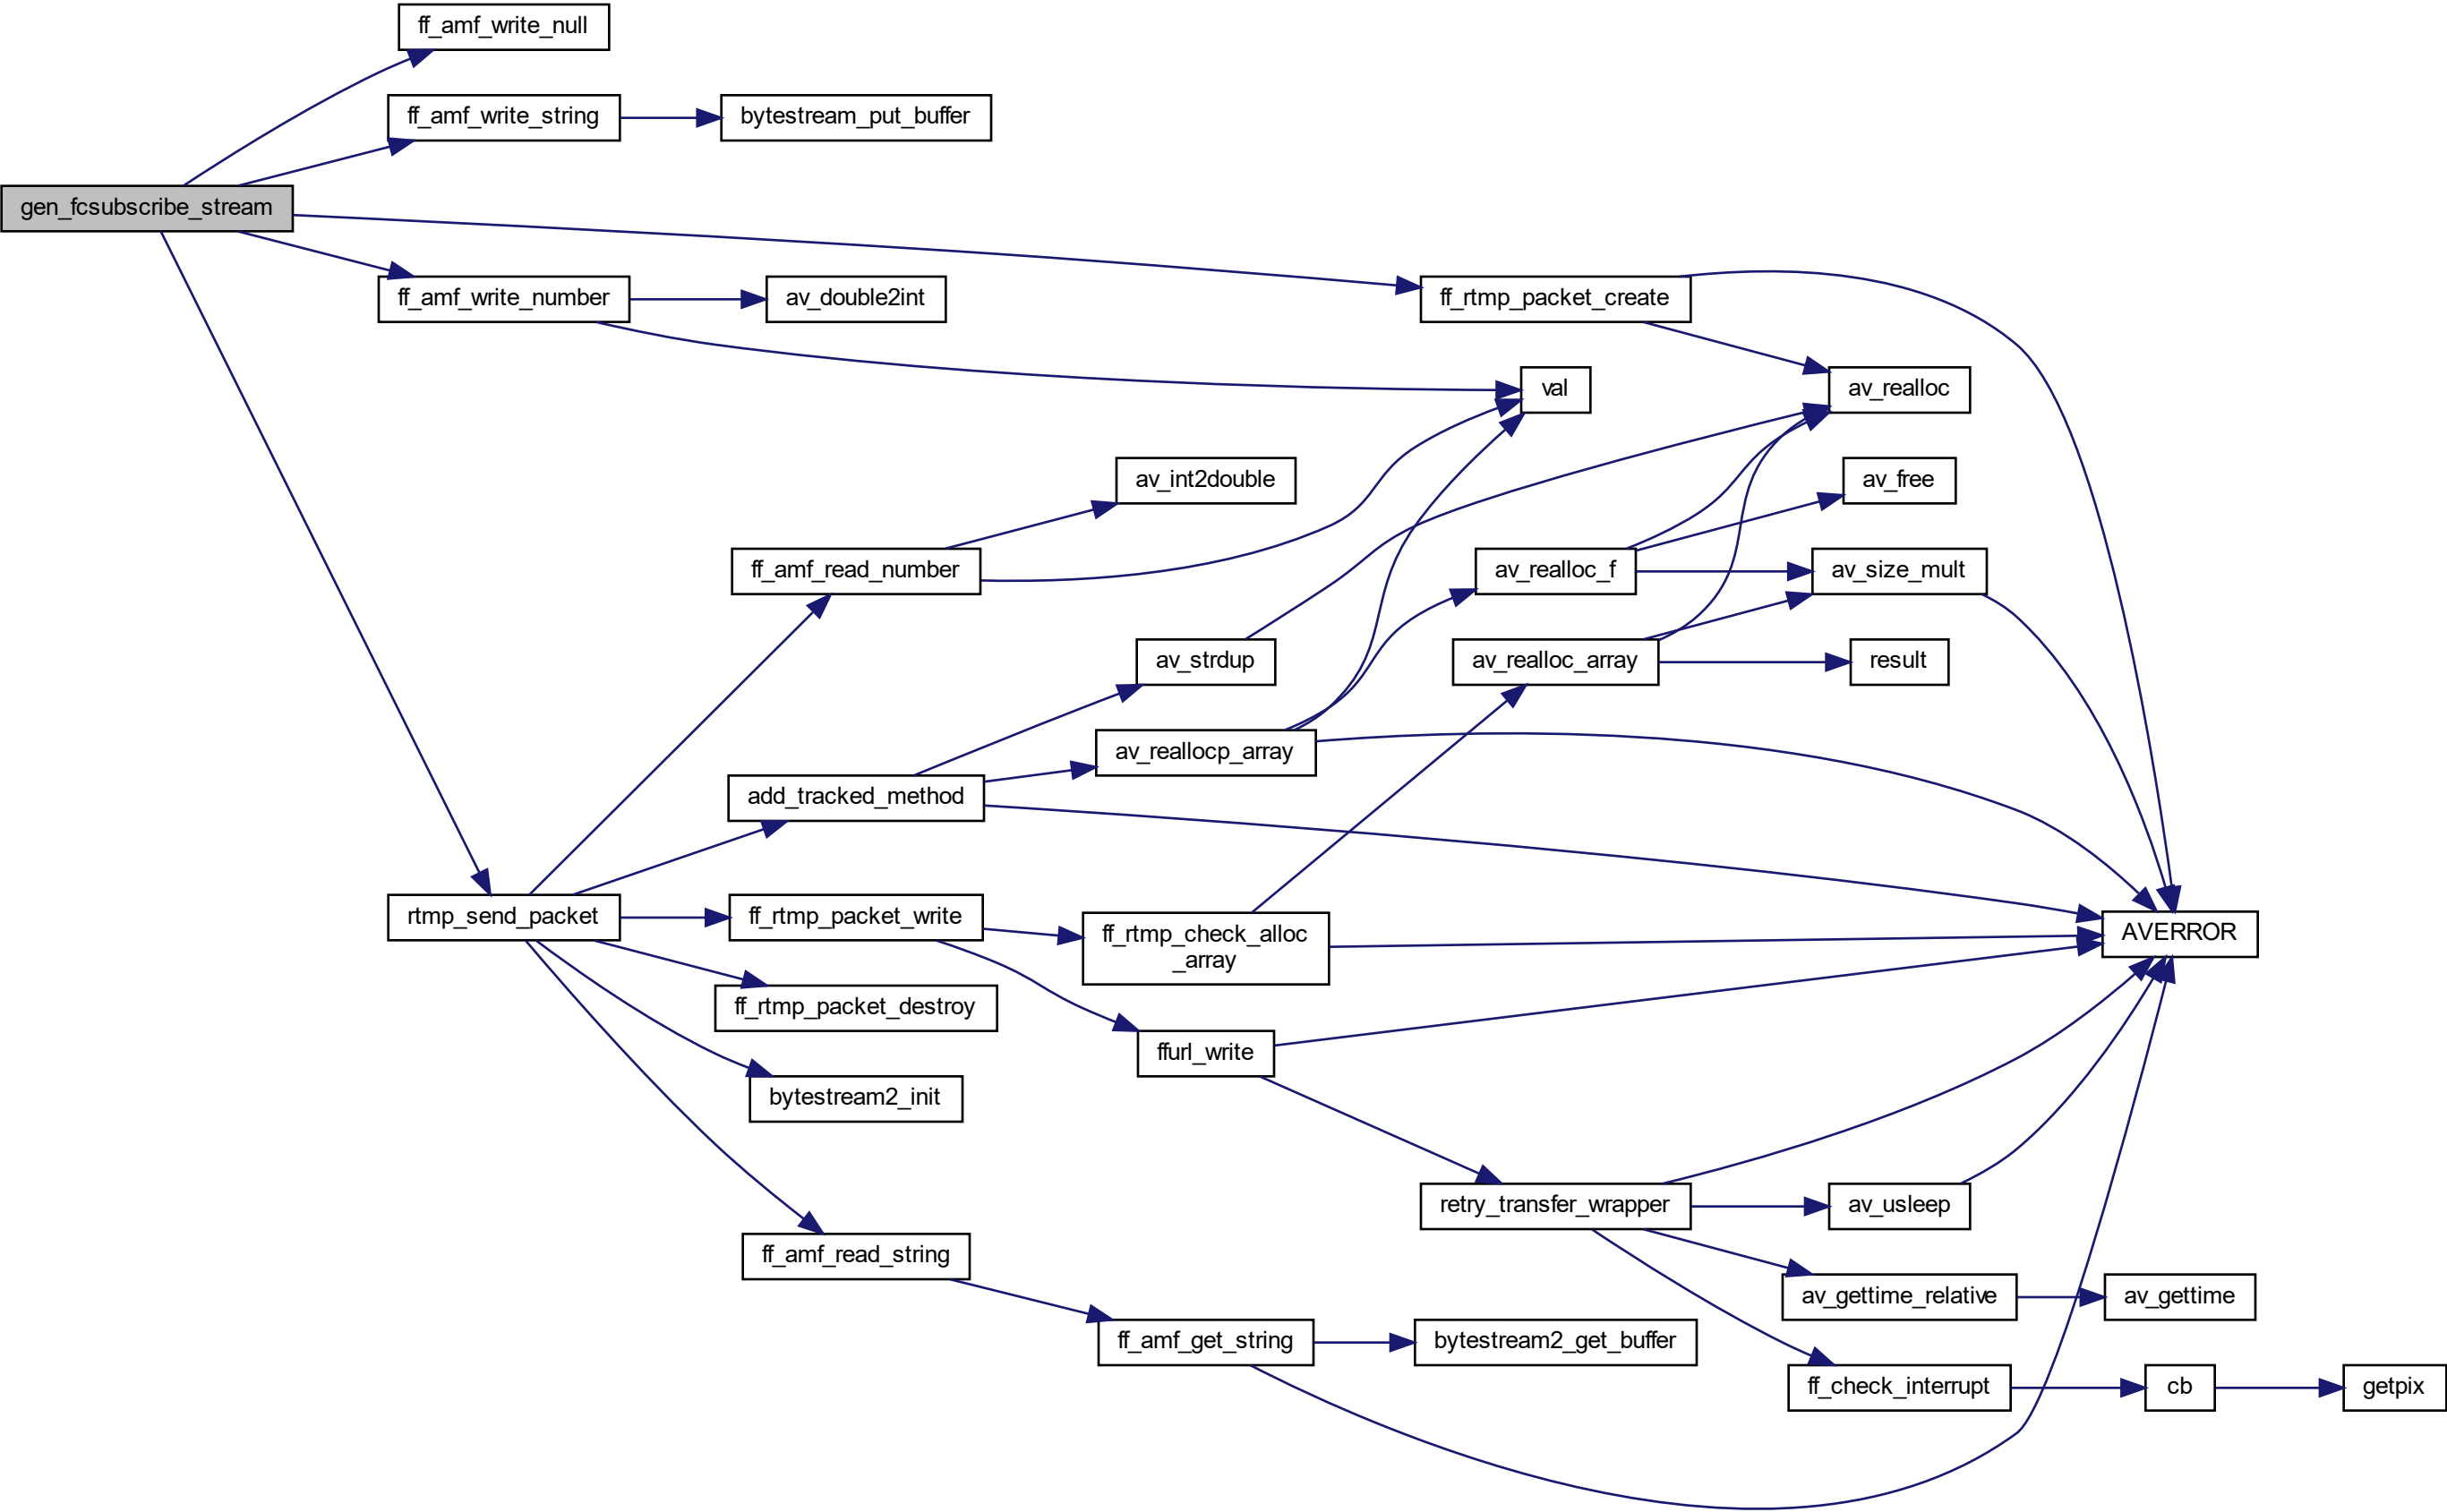 ff_amf_write_null
ff_amf_write_string
bytestream_put_buffer
gen_fcsubscribe_stream
ff_amf_write_number
av_double2int
ff_rtmp_packet_create
val
av_realloc
av_int2double
av_free
ff_amf_read_number
av_realloc_f
av_size_mult
av_strdup
av_realloc_array
result
av_reallocp_array
add_tracked_method
rtmp_send_packet
ff_rtmp_packet_write
ff_rtmp_check_alloc
_array
AVERROR
ff_rtmp_packet_destroy
ffurl_write
bytestream2_init
retry_transfer_wrapper
av_usleep
ff_amf_read_string
av_gettime_relative
av_gettime
ff_amf_get_string
bytestream2_get_buffer
ff_check_interrupt
cb
getpix